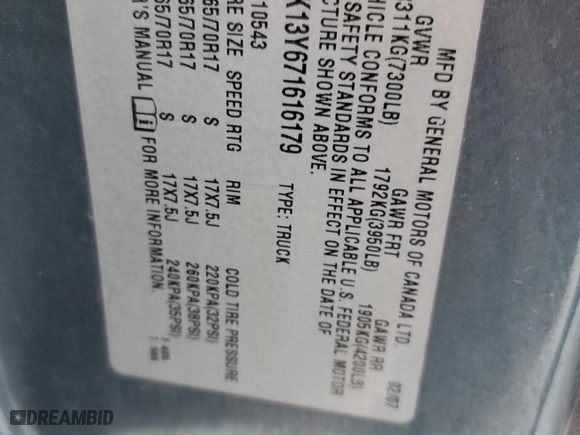 MFD BY GENERAL MOTORS OF CANADA LTD. 02/07
GVWR GAWR FRT GAWR RR
3311KG(7300LB) 1792KG(3950LB) 1905KG(4200LB)
HICLE CONFORMS TO ALL APPLICABLE U.S. FEDERAL MOTOR
SAFETY STANDARDS IN EFFECT ON THE DATE OF
CTURE SHOWN ABOVE.
K13Y671616179 TYPE: TRUCK
10543
RE SIZE SPEED RTG RIM COLD TIRE PRESSURE
65/70R17 S 17X7.5J 220KPA(32PSI)
65/70R17 S 17X7.5J 260KPA(38PSI)
65/70R17 S 17X7.5J 240KPA(35PSI)
R'S MANUAL FOR MORE INFORMATION.
DREAMBID